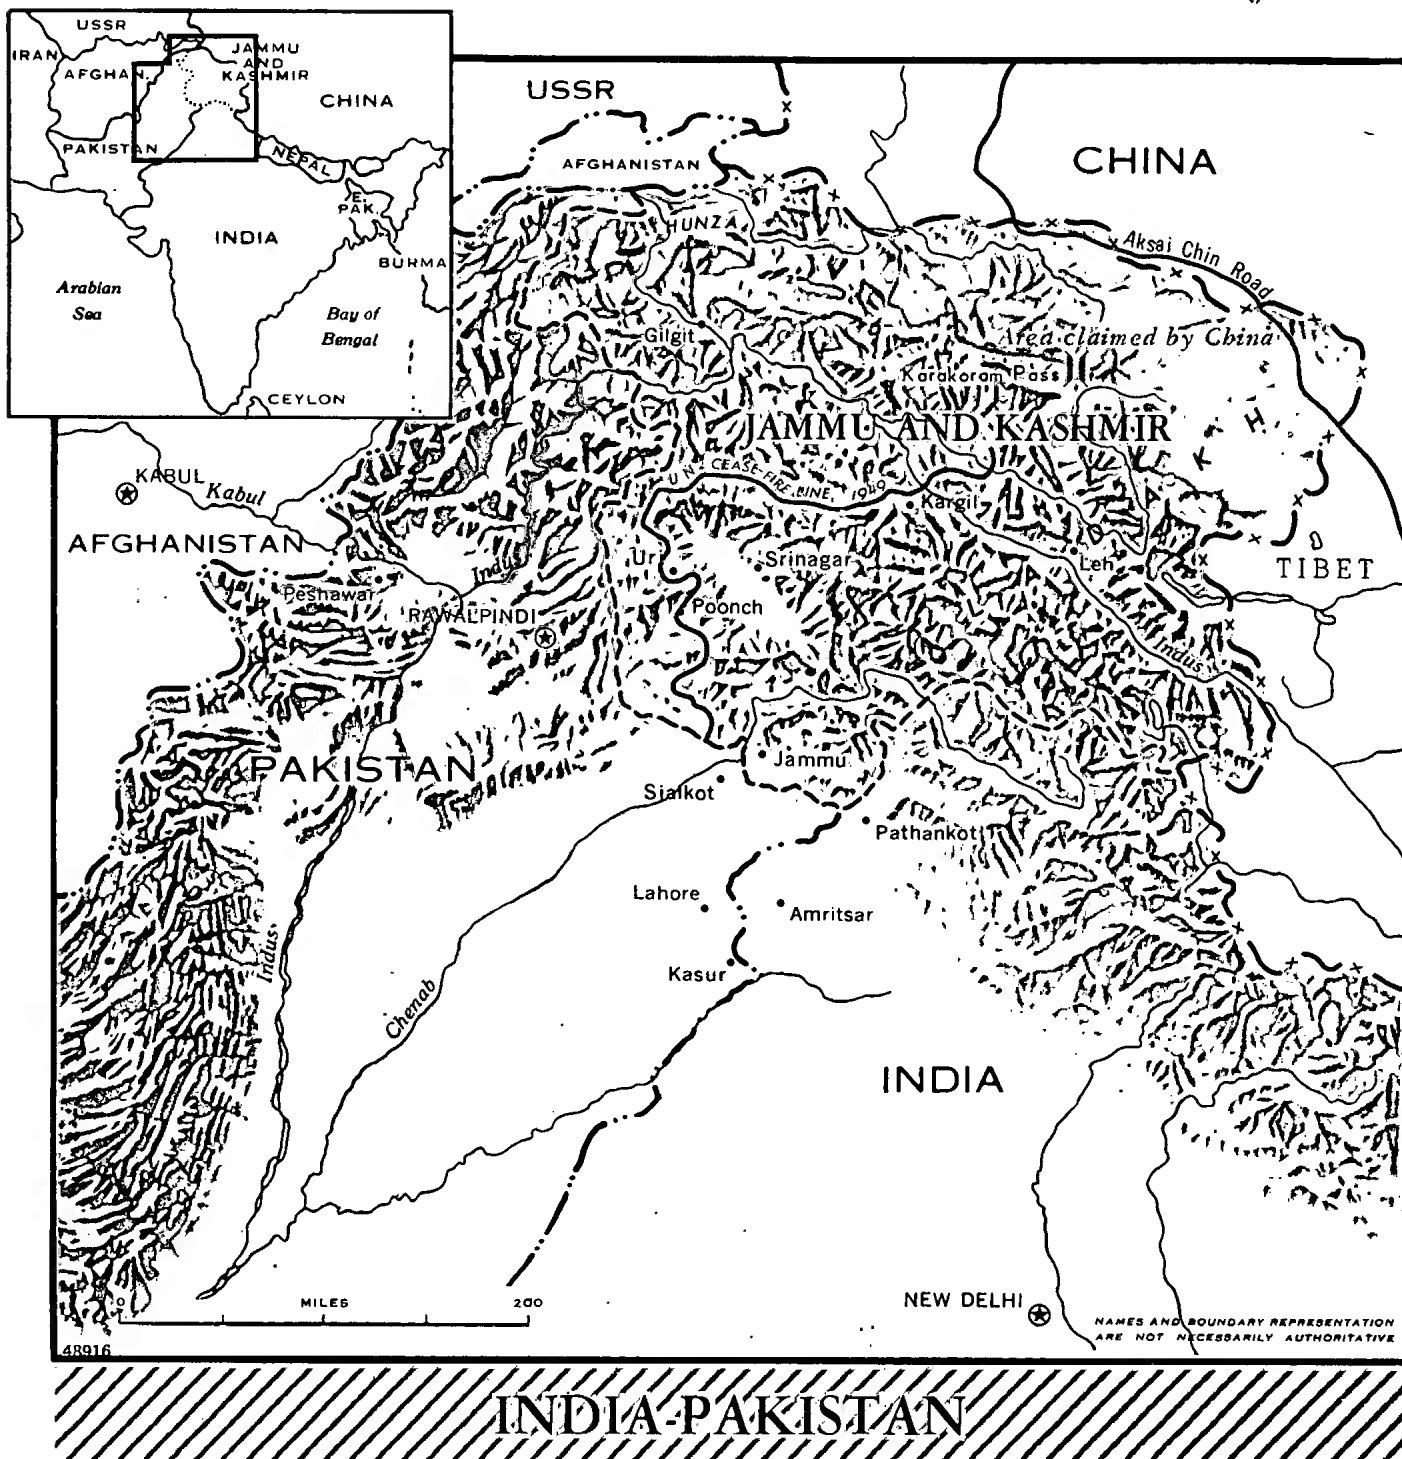 USSR
IRAN
AFGHAN.
JAMMU
AND
KASHMIR
CHINA
PAKISTAN
NEPAL
E.
PAK.
INDIA
BURMA
Arabian
Sea
Bay of
Bengal
CEYLON
USSR
AFGHANISTAN
CHINA
HUNZA
Aksai Chin Road
Gilgit
Area claimed by China
Karakoram Pass
JAMMU AND KASHMIR
U.N. CEASE-FIRE LINE, 1949
KABUL
Kabul
Kargil
AFGHANISTAN
Indus
Uri
Srinagar
Leh
TIBET
Peshawar
RAWALPINDI
Poonch
Indus
PAKISTAN
Jammu
Sialkot
Pathankot
Lahore
Amritsar
Indus
Kasur
Chenab
INDIA
0 MILES 200
NEW DELHI
NAMES AND BOUNDARY REPRESENTATION
ARE NOT NECESSARILY AUTHORITATIVE
48916
INDIA-PAKISTAN